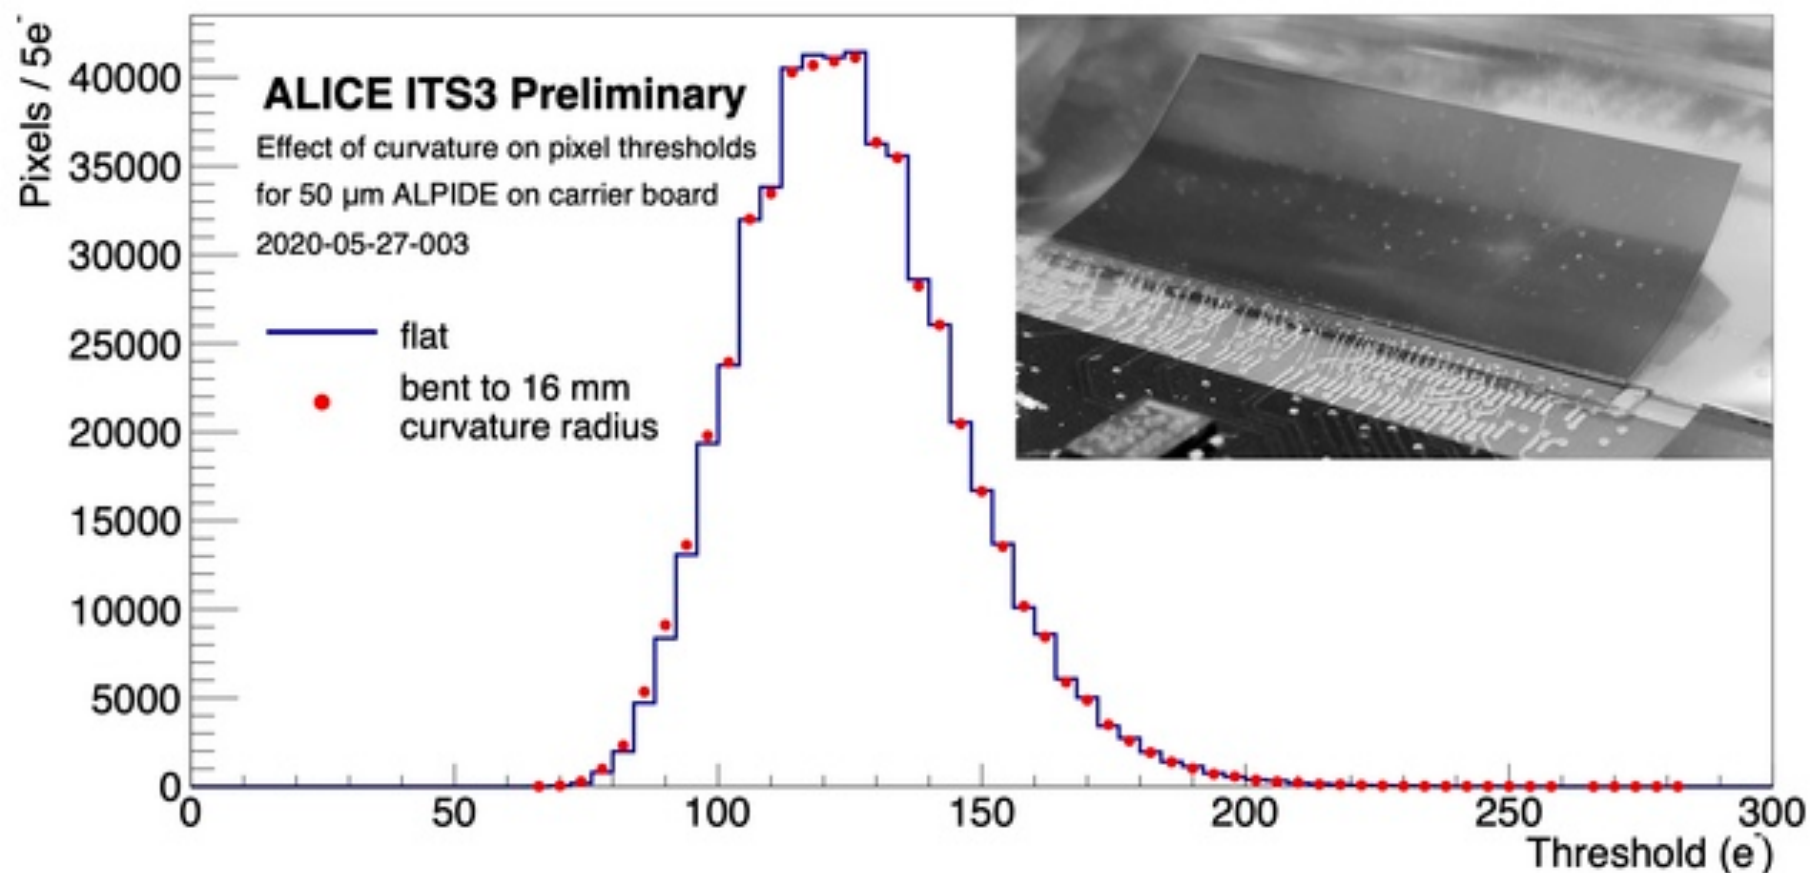 Pixels / 5e-
40000
35000
30000
25000
20000
15000
10000
5000
0
ALICE ITS3 Preliminary
Effect of curvature on pixel thresholds
for 50 µm ALPIDE on carrier board
2020-05-27-003
flat
bent to 16 mm
curvature radius
0 50 100 150 200 250 300
Threshold (e-)